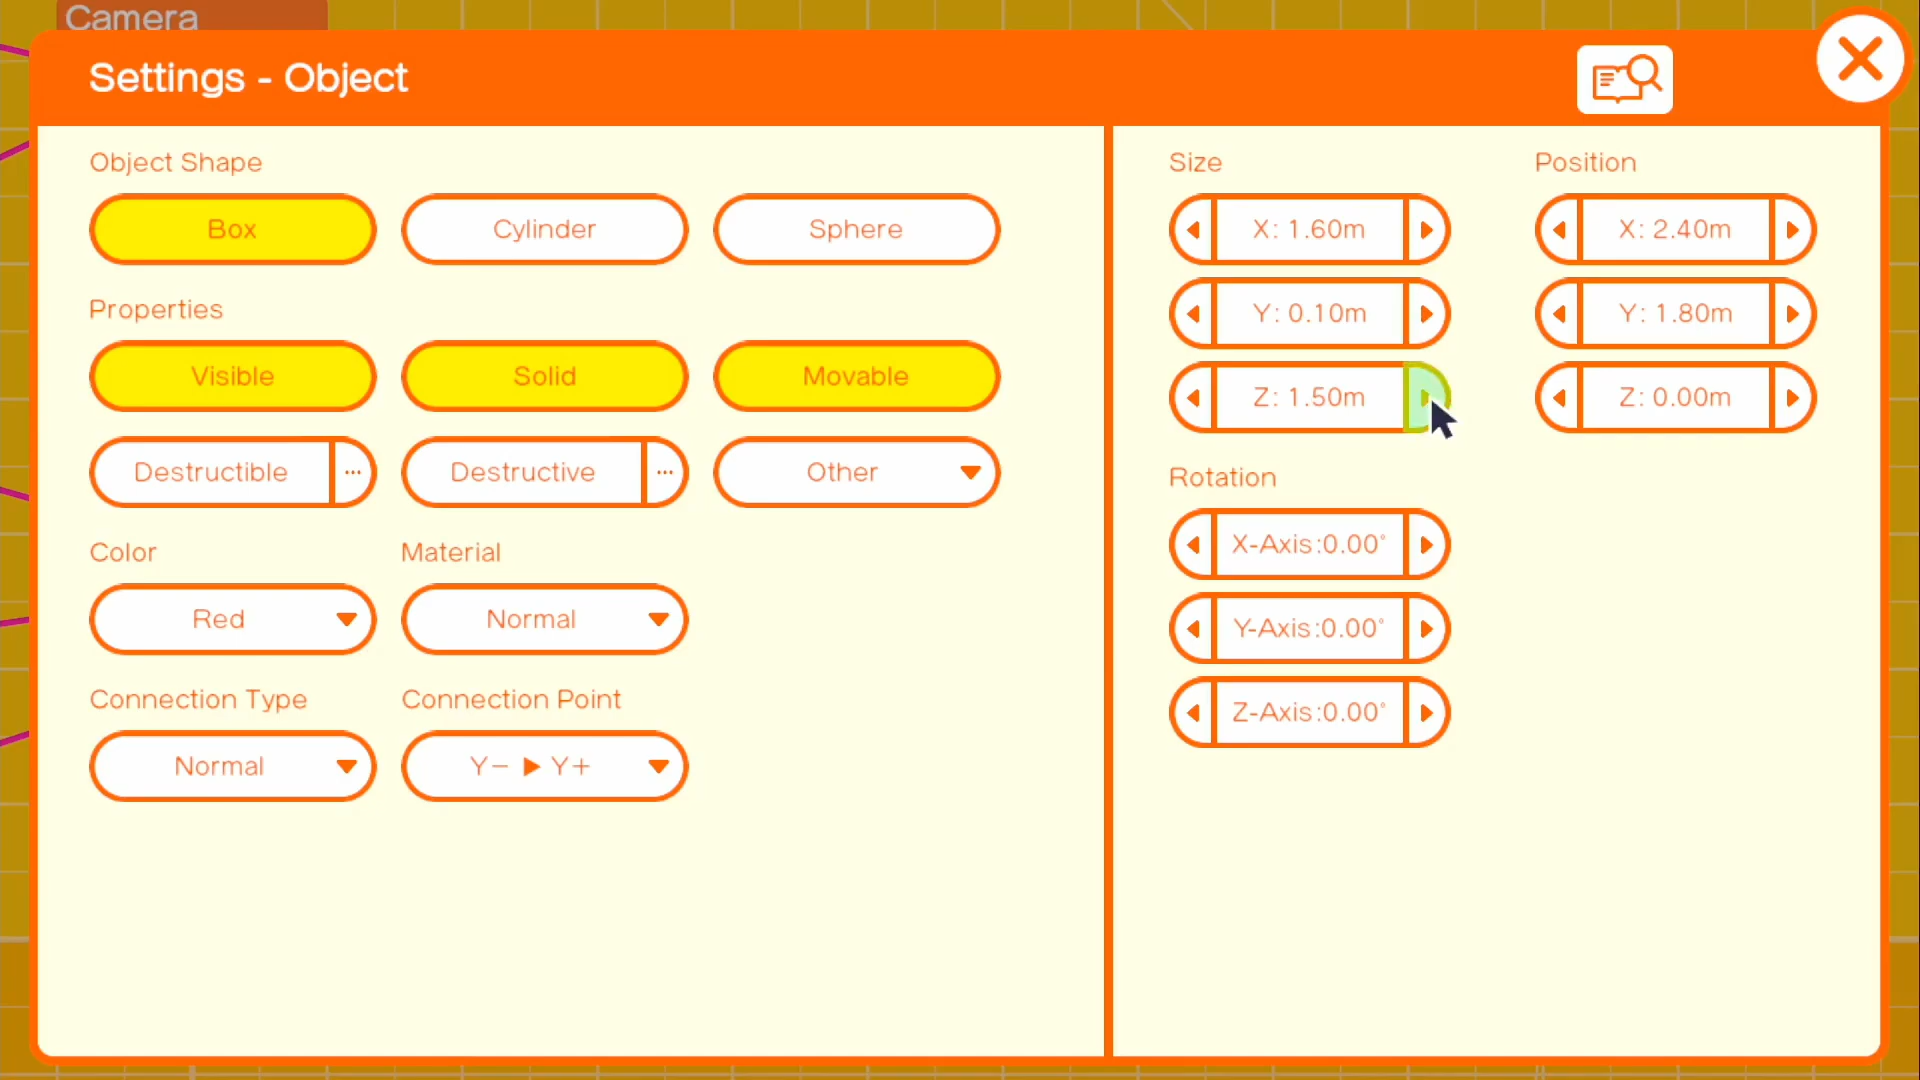 Camera
Settings - Object
Object Shape
Box
Cylinder
Sphere
Properties
Visible
Solid
Movable
Destructible
...
Destructive
...
Other
Color
Material
Red
Normal
Connection Type
Connection Point
Normal
Y- ▶ Y+
Size
X: 1.60m
Y: 0.10m
Z: 1.50m
Position
X: 2.40m
Y: 1.80m
Z: 0.00m
Rotation
X-Axis:0.00°
Y-Axis:0.00°
Z-Axis:0.00°